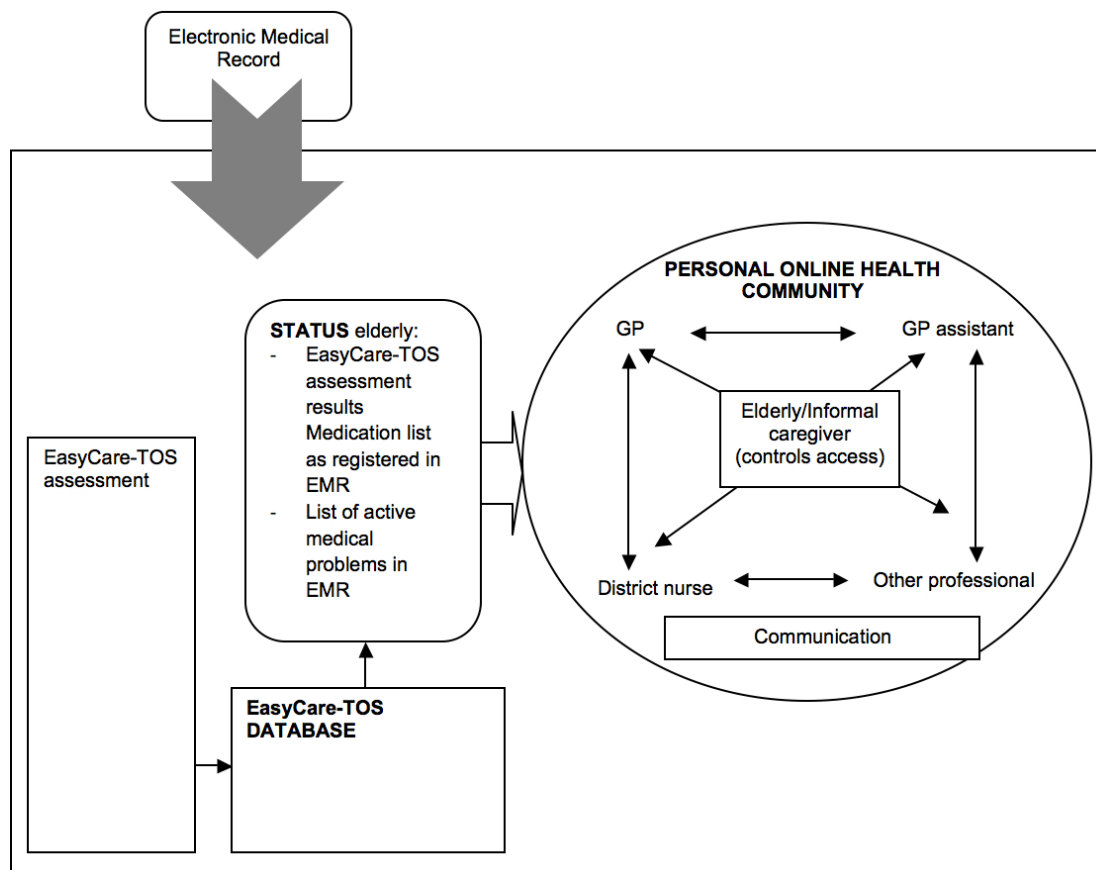 Electronic Medical
Record
EasyCare-TOS
assessment
STATUS elderly:
- EasyCare-TOS
assessment
results
Medication list
as registered in
EMR
- List of active
medical
problems in
EMR
EasyCare-TOS
DATABASE
PERSONAL ONLINE HEALTH
COMMUNITY
GP
GP assistant
Elderly/Informal
caregiver
(controls access)
District nurse
Other professional
Communication